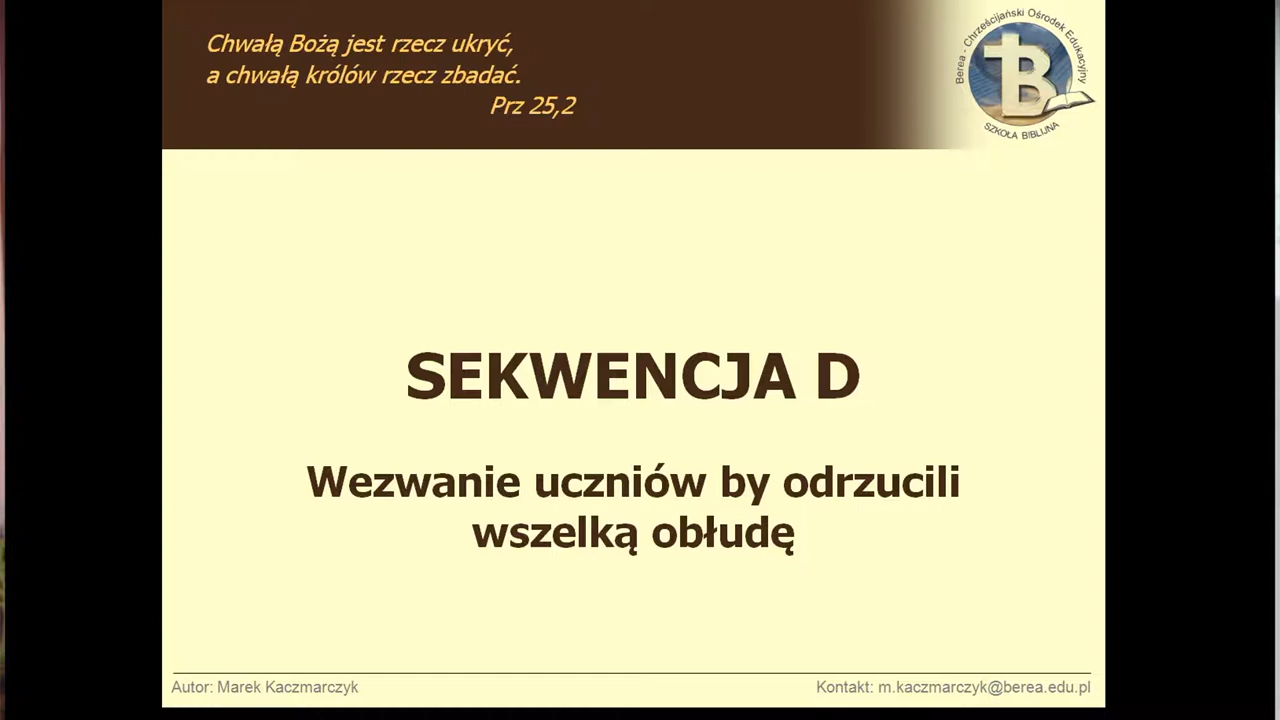 Chwałą Bożą jest rzecz ukryć,
a chwałą królów rzecz zbadać.
Prz 25,2
Berea - Chrześcijański Ośrodek Edukacyjny
B
SZKOŁA BIBLIJNA
SEKWENCJA D
Wezwanie uczniów by odrzucili
wszelką obłudę
Autor: Marek Kaczmarczyk
Kontakt: m.kaczmarczyk@berea.edu.pl